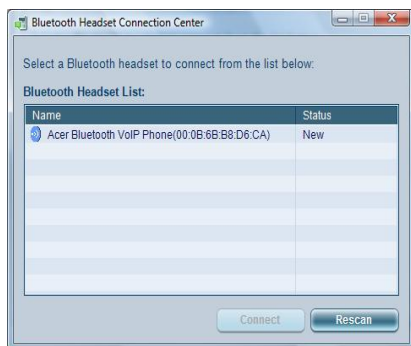 Bluetooth Headset Connection Center
Select a Bluetooth headset to connect from the list below:
Bluetooth Headset List:
Name Status
Acer Bluetooth VoIP Phone(00:0B:6B:B8:D6:CA) New
Connect Rescan